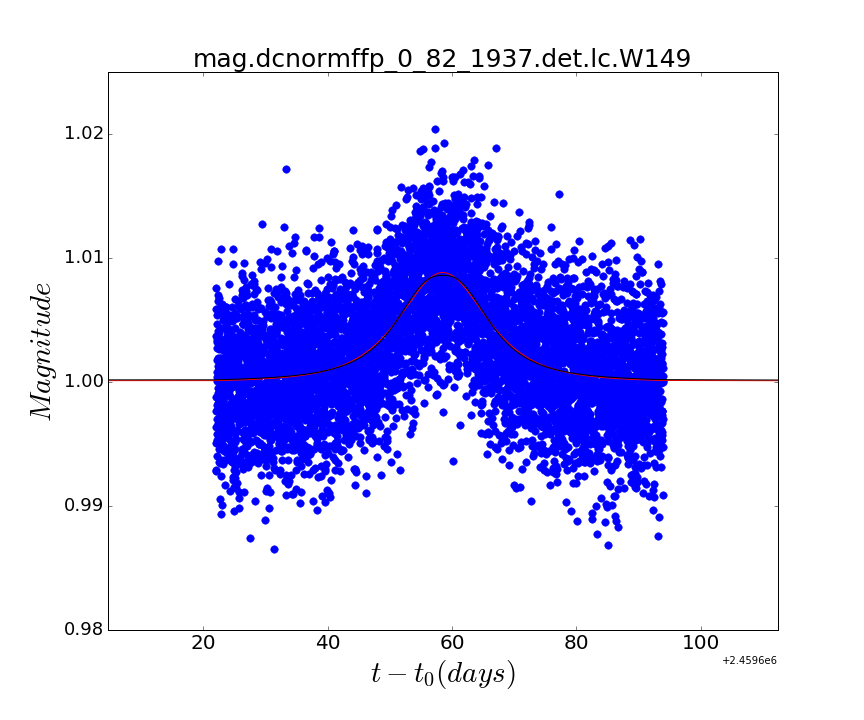 mag.dcnormffp_0_82_1937.det.lc.W149
1.02
1.01
1.00
0.99
0.98
Magnitude
20 40 60 80 100
+2.4596e6
t − t₀(days)